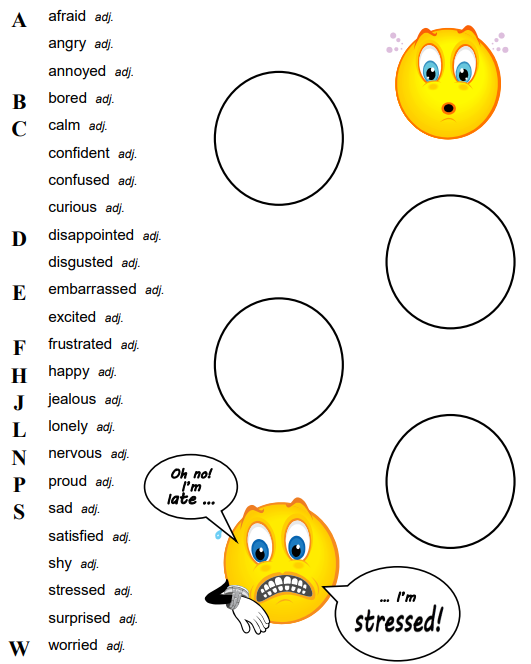 A afraid adj.
angry adj.
annoyed adj.
B bored adj.
C calm adj.
confident adj.
confused adj.
curious adj.
D disappointed adj.
disgusted adj.
E embarrassed adj.
excited adj.
F frustrated adj.
H happy adj.
J jealous adj.
L lonely adj.
N nervous adj.
P proud adj.
S sad adj.
satisfied adj.
shy adj.
stressed adj.
surprised adj.
W worried adj.
Oh no!
I'm
late ...
... I'm
stressed!